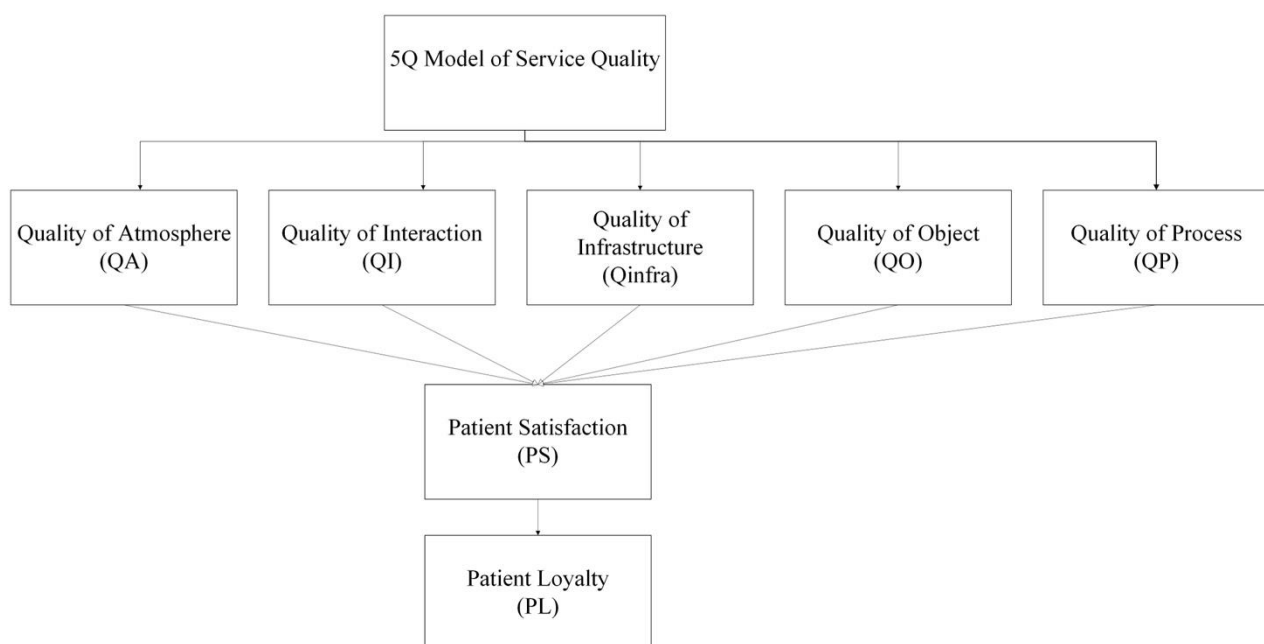 5Q Model of Service Quality
Quality of Atmosphere
(QA)
Quality of Interaction
(QI)
Quality of
Infrastructure
(Qinfra)
Quality of Object
(QO)
Quality of Process
(QP)
Patient Satisfaction
(PS)
Patient Loyalty
(PL)